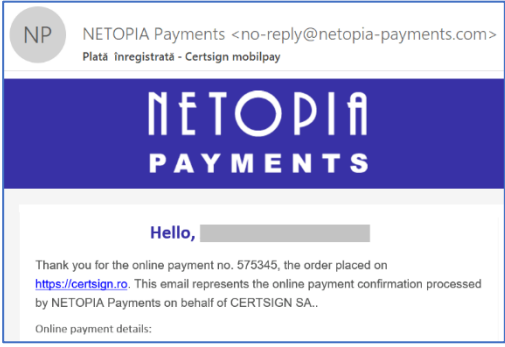 NP
NETOPIA Payments <no-reply@netopia-payments.com>
Plată înregistrată - Certsign mobilpay
NETOPIA
PAYMENTS
Hello,
Thank you for the online payment no. 575345, the order placed on
https://certsign.ro. This email represents the online payment confirmation processed
by NETOPIA Payments on behalf of CERTSIGN SA..
Online payment details: